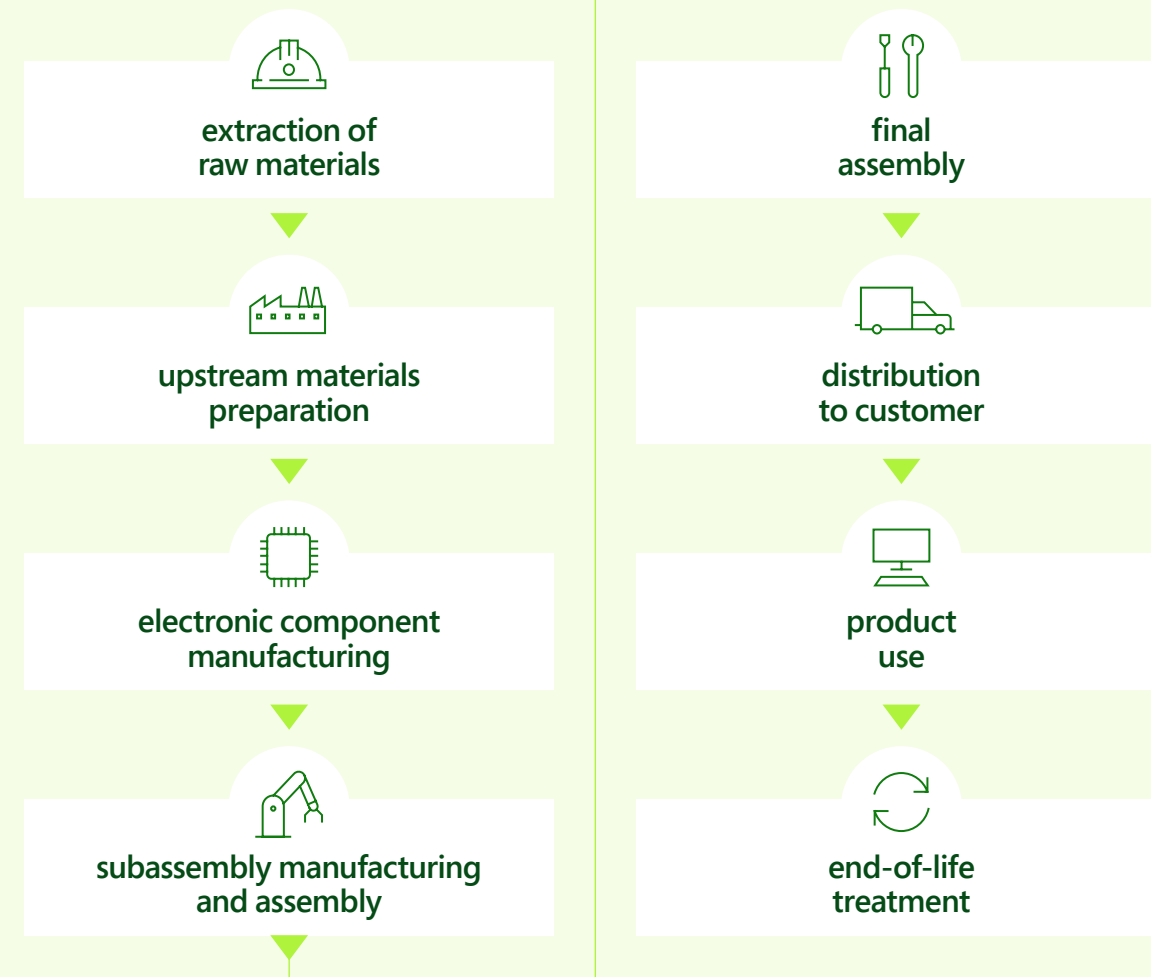 extraction of
raw materials
upstream materials
preparation
electronic component
manufacturing
subassembly manufacturing
and assembly
final
assembly
distribution
to customer
product
use
end-of-life
treatment